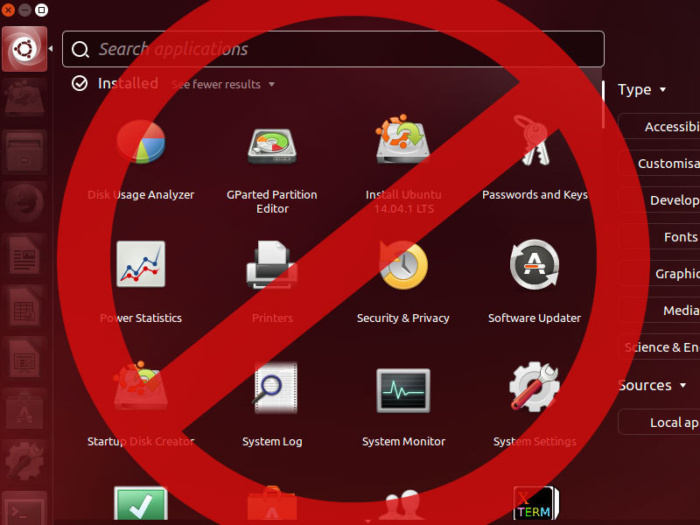 Search applications
Installed See fewer results
Type
Accessibi
Customisa
Develop
Fonts
Graphic
Media
Science & En
Sources
Local ap
Disk Usage Analyzer
GParted Partition
Editor
Install Ubuntu
14.04.1 LTS
Passwords and Keys
Power Statistics
Printers
Security & Privacy
Software Updater
Startup Disk Creator
System Log
System Monitor
System Settings
X
TERM